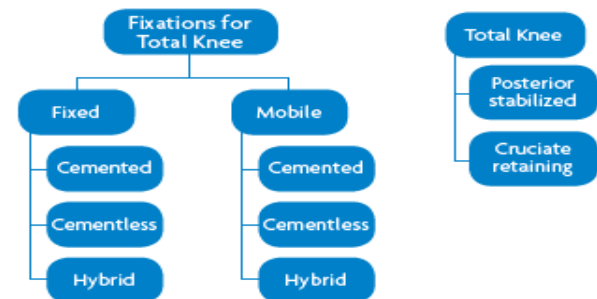 Fixations for
Total Knee
Fixed
Cemented
Cementless
Hybrid
Mobile
Cemented
Cementless
Hybrid
Total Knee
Posterior
stabilized
Cruciate
retaining